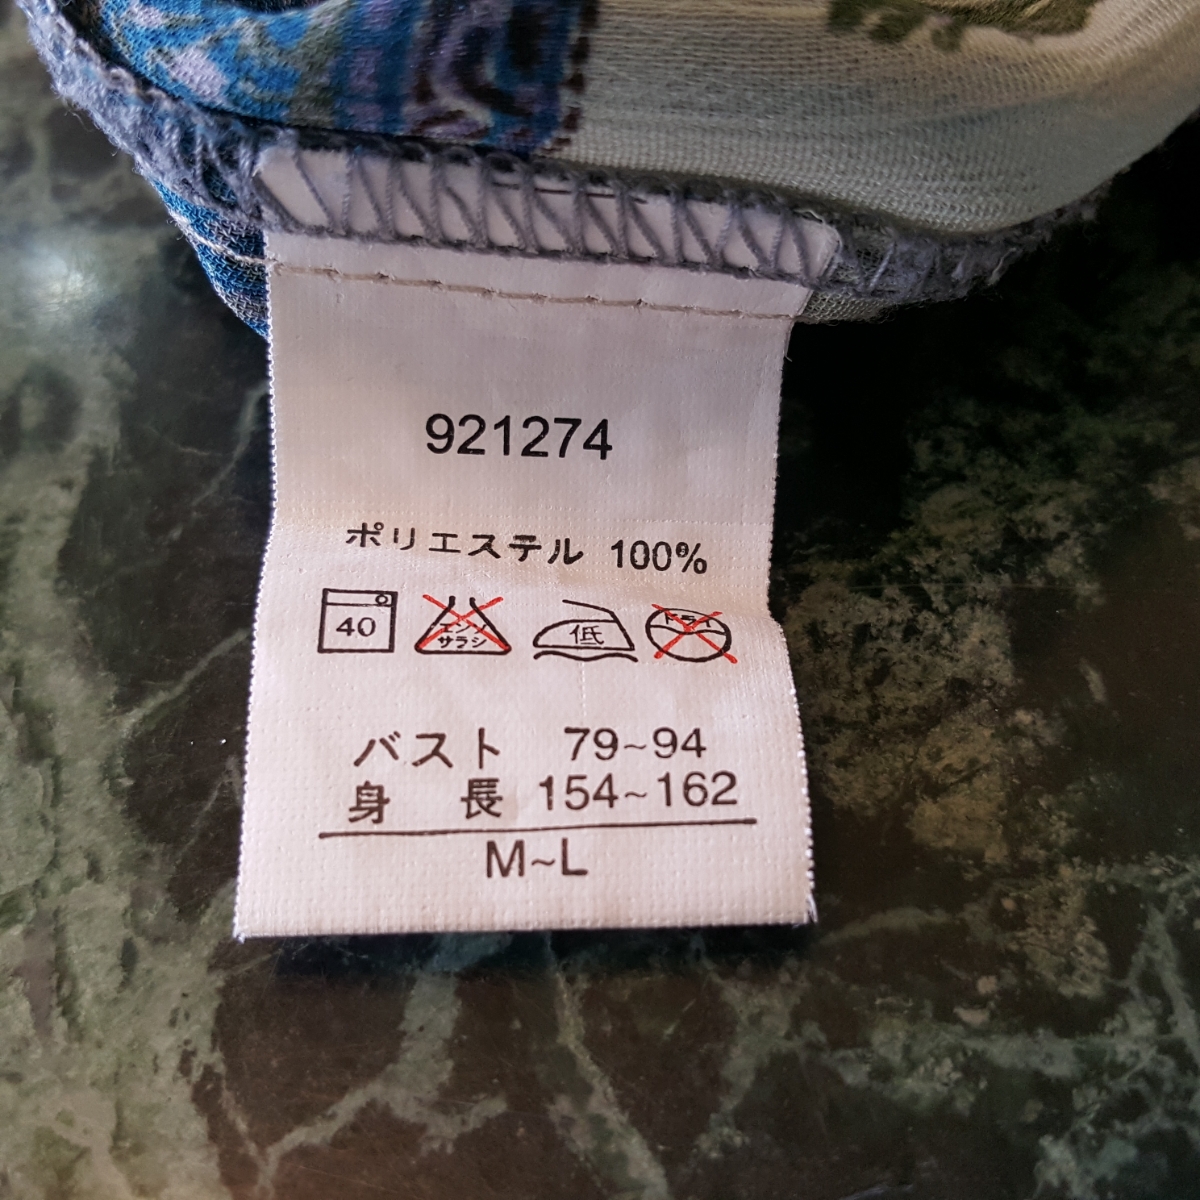 921274
ポリエステル 100%
40 エンソ サラシ 低 ドライ
バスト 79~94
身長 154~162
M~L